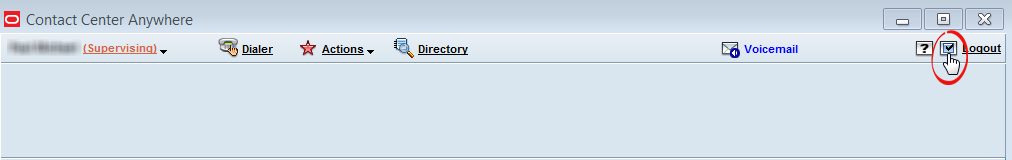 Contact Center Anywhere
(Supervising) Dialer Actions Directory Voicemail ? Logout